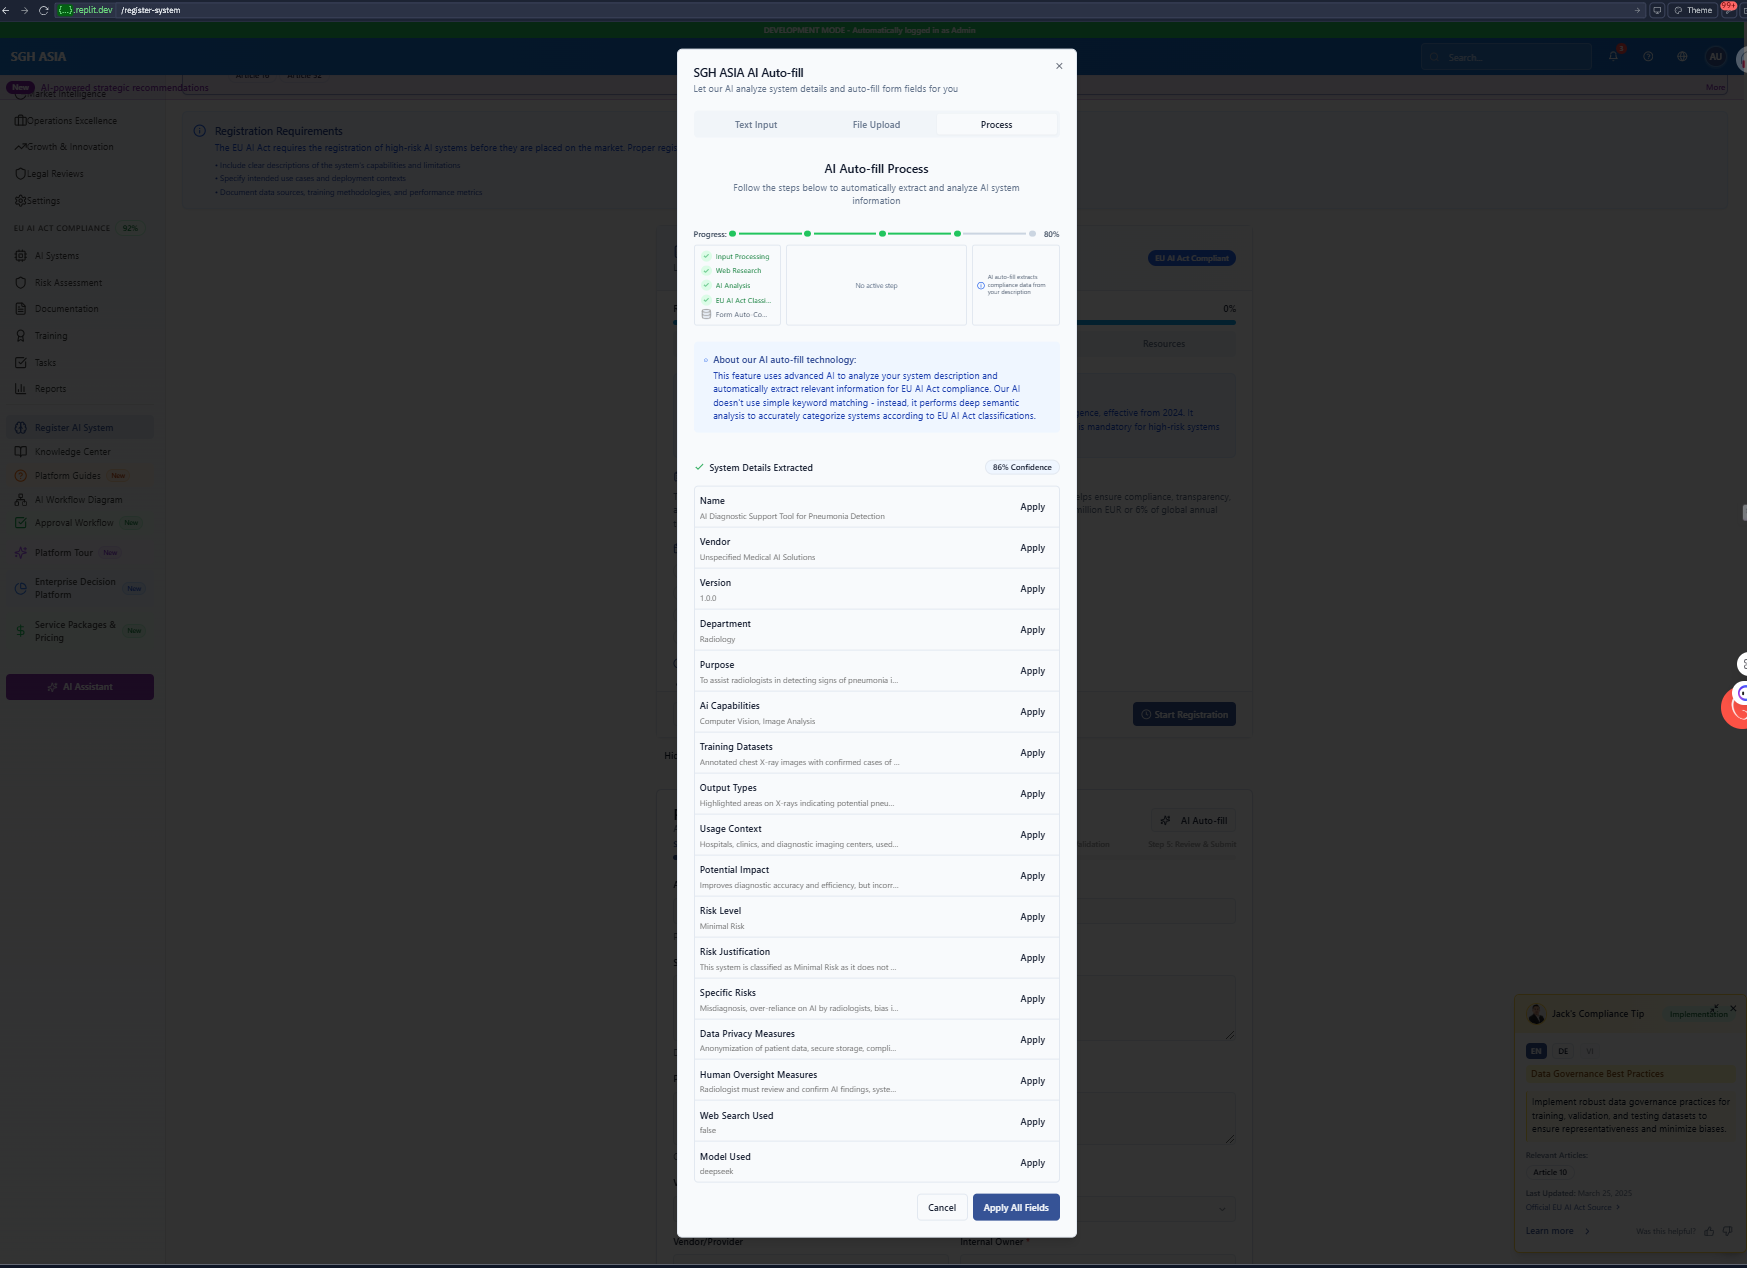 {...}.replit.dev /register-system
Theme
99+
DEVELOPMENT MODE - Automatically logged in as Admin
SGH ASIA
Search...
3
AU
New AI-powered strategic recommendations
More
Market Intelligence
Operations Excellence
Growth & Innovation
Legal Reviews
Settings
EU AI ACT COMPLIANCE 92%
AI Systems
Risk Assessment
Documentation
Training
Tasks
Reports
Register AI System
Knowledge Center
Platform Guides New
AI Workflow Diagram
Approval Workflow New
Platform Tour New
Enterprise Decision
Platform
New
Service Packages &
Pricing
New
AI Assistant
Registration Requirements
The EU AI Act requires the registration of high-risk AI systems before they are placed on the market. Proper regis
• Include clear descriptions of the system's capabilities and limitations
• Specify intended use cases and deployment contexts
• Document data sources, training methodologies, and performance metrics
SGH ASIA AI Auto-fill
Let our AI analyze system details and auto-fill form fields for you
Text Input
File Upload
Process
AI Auto-fill Process
Follow the steps below to automatically extract and analyze AI system
information
Progress:
80%
Input Processing
Web Research
AI Analysis
EU AI Act Classi...
Form Auto-Co...
No active step
AI auto-fill extracts
compliance data from
your description
About our AI auto-fill technology:
This feature uses advanced AI to analyze your system description and
automatically extract relevant information for EU AI Act compliance. Our AI
doesn't use simple keyword matching - instead, it performs deep semantic
analysis to accurately categorize systems according to EU AI Act classifications.
System Details Extracted
86% Confidence
Name
AI Diagnostic Support Tool for Pneumonia Detection
Apply
Vendor
Unspecified Medical AI Solutions
Apply
Version
1.0.0
Apply
Department
Radiology
Apply
Purpose
To assist radiologists in detecting signs of pneumonia i...
Apply
Ai Capabilities
Computer Vision, Image Analysis
Apply
Training Datasets
Annotated chest X-ray images with confirmed cases of ...
Apply
Output Types
Highlighted areas on X-rays indicating potential pneu...
Apply
Usage Context
Hospitals, clinics, and diagnostic imaging centers, used...
Apply
Potential Impact
Improves diagnostic accuracy and efficiency, but incorr...
Apply
Risk Level
Minimal Risk
Apply
Risk Justification
This system is classified as Minimal Risk as it does not ...
Apply
Specific Risks
Misdiagnosis, over-reliance on AI by radiologists, bias i...
Apply
Data Privacy Measures
Anonymization of patient data, secure storage, compli...
Apply
Human Oversight Measures
Radiologist must review and confirm AI findings, syste...
Apply
Web Search Used
false
Apply
Model Used
deepseek
Apply
Cancel
Apply All Fields
EU AI Act Compliant
0%
Resources
effective from 2024. It
is mandatory for high-risk systems
ensure compliance, transparency,
million EUR or 6% of global annual
Start Registration
AI Auto-fill
Step 5: Review & Submit
Vendor/Provider
Internal Owner *
Jack's Compliance Tip
Implementation
EN DE VI
Data Governance Best Practices
Implement robust data governance practices for
training, validation, and testing datasets to
ensure representativeness and minimize biases.
Relevant Articles:
Article 10
Last Updated: March 25, 2025
Official EU AI Act Source >
Learn more >
Was this helpful?